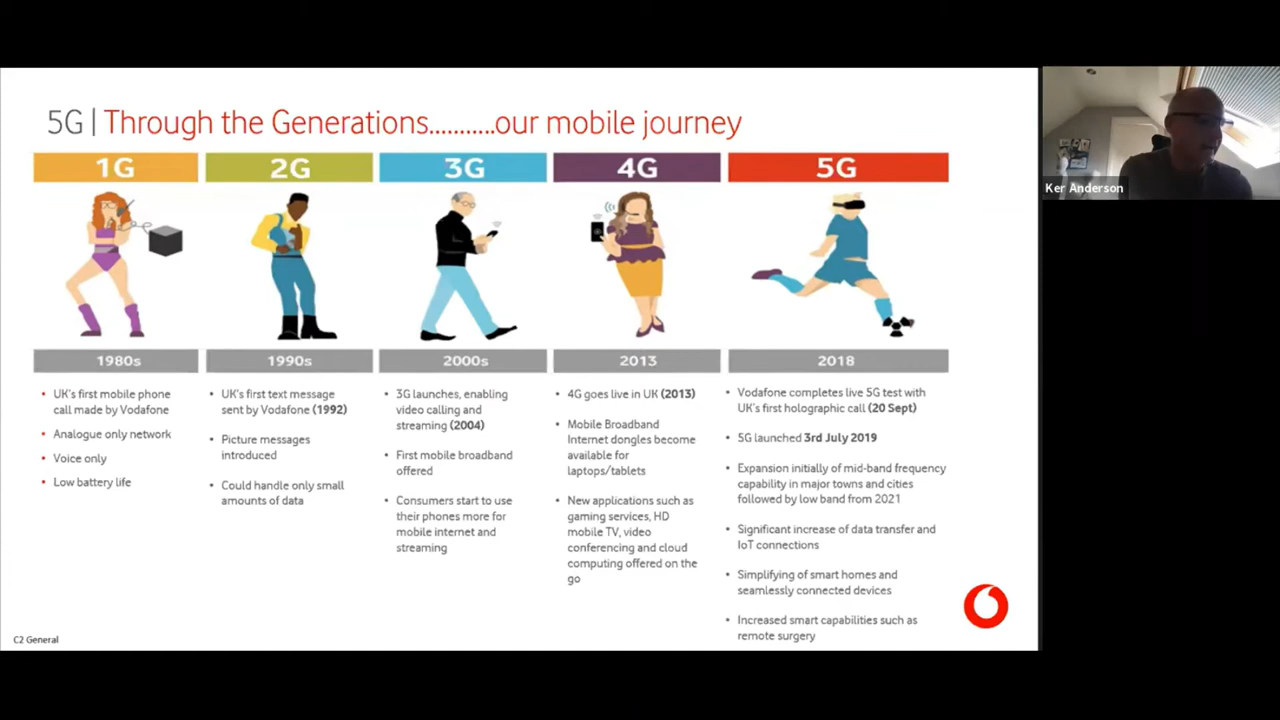 5G | Through the Generations..........our mobile journey
1G
2G
3G
4G
5G
Ker Anderson
1980s
1990s
2000s
2013
2018
• UK's first mobile phone
call made by Vodafone
• Analogue only network
• Voice only
• Low battery life
• UK's first text message
sent by Vodafone (1992)
• Picture messages
introduced
• Could handle only small
amounts of data
• 3G launches, enabling
video calling and
streaming (2004)
• First mobile broadband
offered
• Consumers start to use
their phones more for
mobile internet and
streaming
• 4G goes live in UK (2013)
• Mobile Broadband
Internet dongles become
available for
laptops/tablets
• New applications such as
gaming services, HD
mobile TV, video
conferencing and cloud
computing offered on the
go
• Vodafone completes live 5G test with
UK's first holographic call (20 Sept)
• 5G launched 3rd July 2019
• Expansion initially of mid-band frequency
capability in major towns and cities
followed by low band from 2021
• Significant increase of data transfer and
IoT connections
• Simplifying of smart homes and
seamlessly connected devices
• Increased smart capabilities such as
remote surgery
C2 General